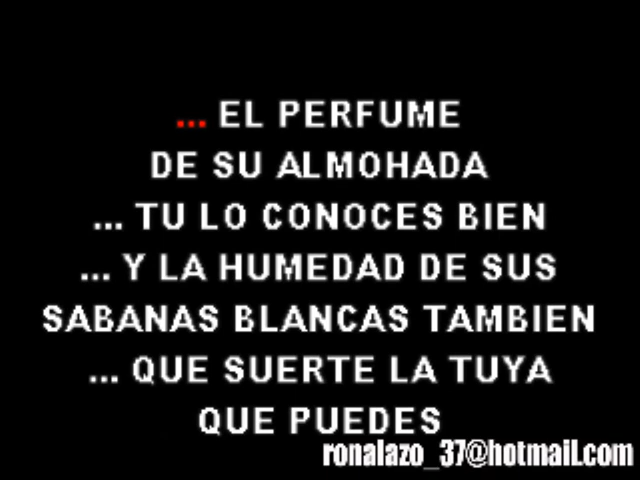 ... EL PERFUME
DE SU ALMOHADA
... TU LO CONOCES BIEN
... Y LA HUMEDAD DE SUS
SABANAS BLANCAS TAMBIEN
... QUE SUERTE LA TUYA
QUE PUEDES
ronalazo_37@hotmail.com